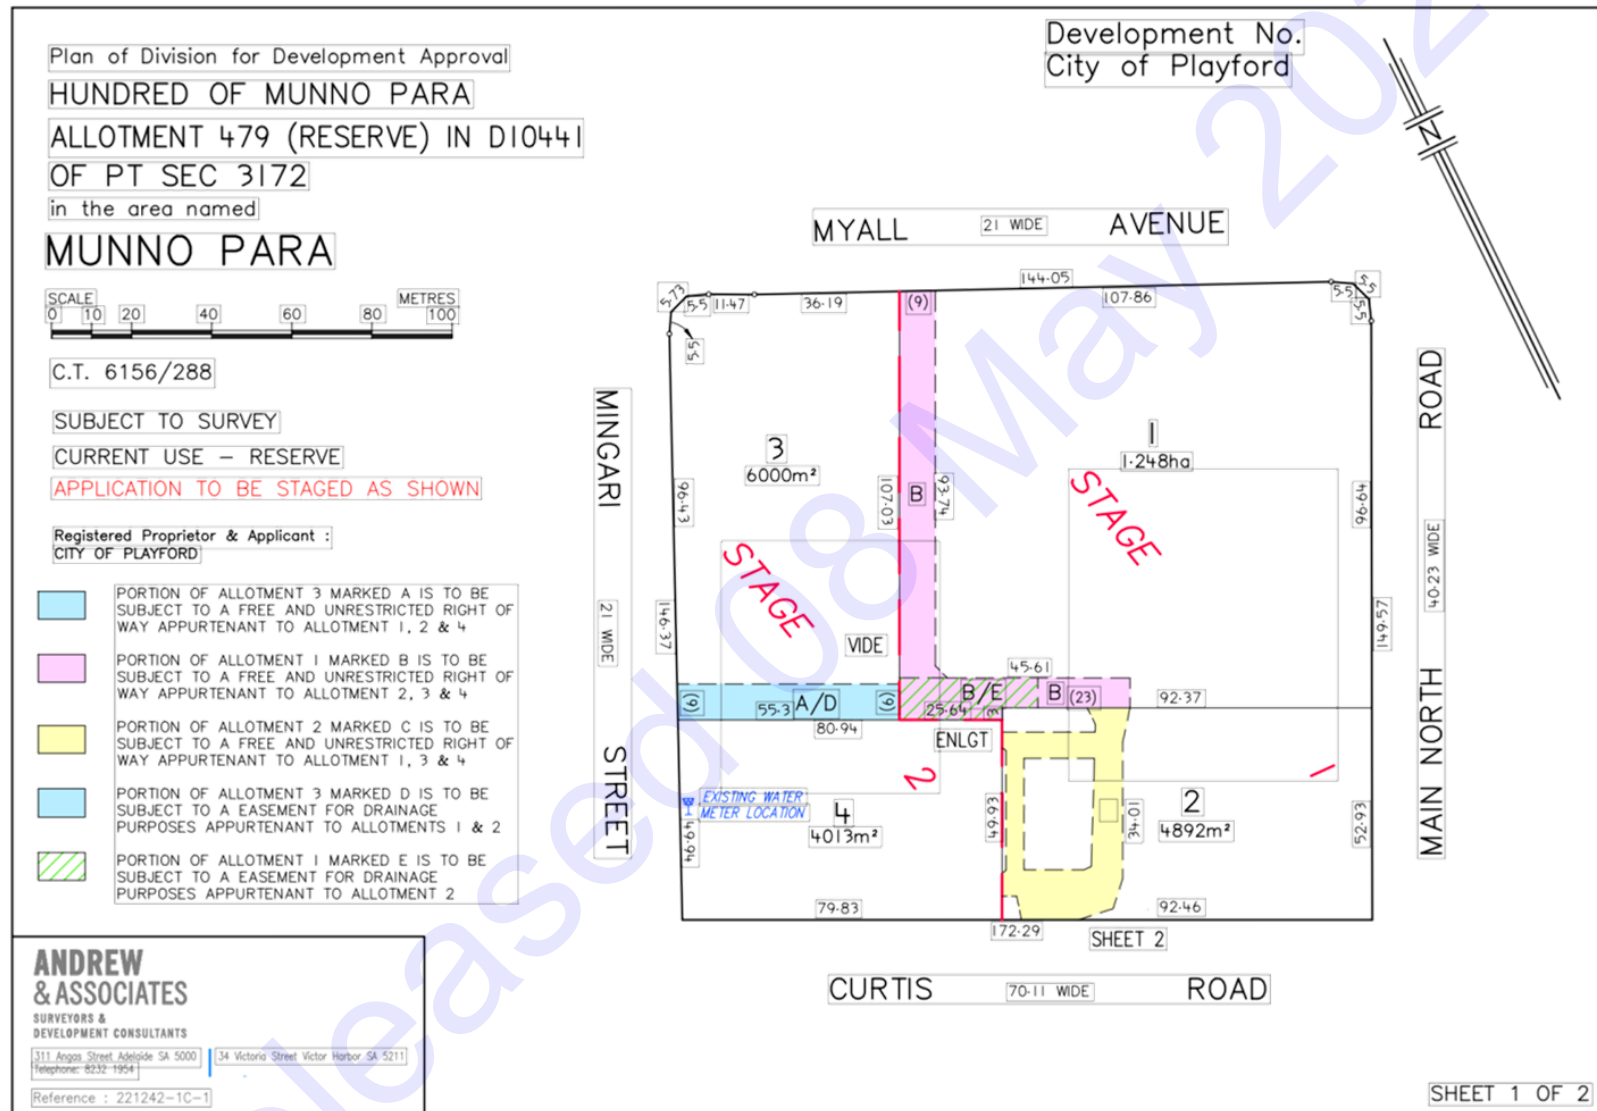 Plan of Division for Development Approval
HUNDRED OF MUNNO PARA
ALLOTMENT 479 (RESERVE) IN D10441
OF PT SEC 3172
in the area named
MUNNO PARA
SCALE METRES
0 10 20 40 60 80 100
C.T. 6156/288
SUBJECT TO SURVEY
CURRENT USE – RESERVE
APPLICATION TO BE STAGED AS SHOWN
Registered Proprietor & Applicant :
CITY OF PLAYFORD
PORTION OF ALLOTMENT 3 MARKED A IS TO BE
SUBJECT TO A FREE AND UNRESTRICTED RIGHT OF
WAY APPURTENANT TO ALLOTMENT 1, 2 & 4
PORTION OF ALLOTMENT 1 MARKED B IS TO BE
SUBJECT TO A FREE AND UNRESTRICTED RIGHT OF
WAY APPURTENANT TO ALLOTMENT 2, 3 & 4
PORTION OF ALLOTMENT 2 MARKED C IS TO BE
SUBJECT TO A FREE AND UNRESTRICTED RIGHT OF
WAY APPURTENANT TO ALLOTMENT 1, 3 & 4
PORTION OF ALLOTMENT 3 MARKED D IS TO BE
SUBJECT TO A EASEMENT FOR DRAINAGE
PURPOSES APPURTENANT TO ALLOTMENTS 1 & 2
PORTION OF ALLOTMENT 1 MARKED E IS TO BE
SUBJECT TO A EASEMENT FOR DRAINAGE
PURPOSES APPURTENANT TO ALLOTMENT 2
ANDREW
& ASSOCIATES
SURVEYORS &
DEVELOPMENT CONSULTANTS
311 Angas Street Adelaide SA 5000
Telephone: 8232 1954
34 Victoria Street Victor Harbor SA 5211
Reference : 221242-1C-1
Development No.
City of Playford
N
MYALL 21 WIDE AVENUE
144·05
5·73 5·5 11·47 36·19 (9) 107·86 5·5 5·5 5·5
5·5
MINGARI
21 WIDE
STREET
ROAD
40·23 WIDE
MAIN NORTH
3
6000m²
1
1·248ha
96·43
107·03
B
93·74
96·64
STAGE
STAGE
146·37
149·57
VIDE
45·61
(9) 55·3 A/D (9) B/E B (23) 92·37
25·64 (3)
80·94
ENLGT
2
1
EXISTING WATER
METER LOCATION
49·94
4
4013m²
49·93
34·01
2
4892m²
52·93
79·83
92·46
172·29
SHEET 2
CURTIS 70·11 WIDE ROAD
SHEET 1 OF 2
eleased 08 May 202